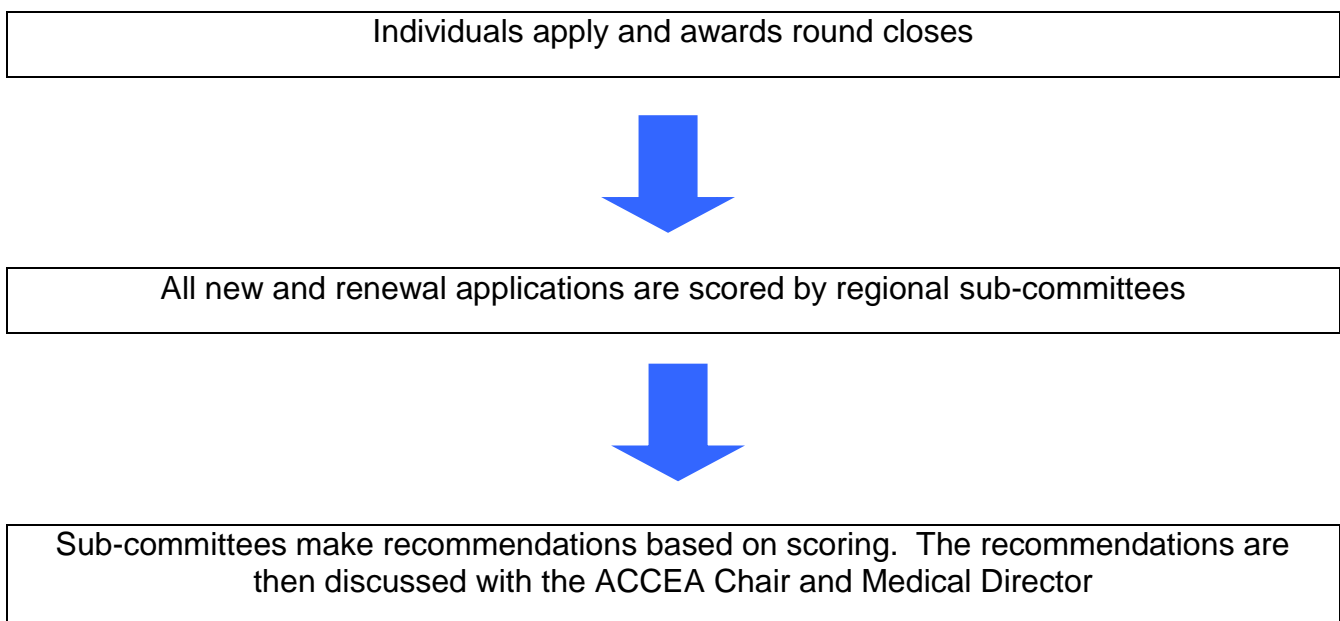 Individuals apply and awards round closes
All new and renewal applications are scored by regional sub-committees
Sub-committees make recommendations based on scoring.  The recommendations are
then discussed with the ACCEA Chair and Medical Director